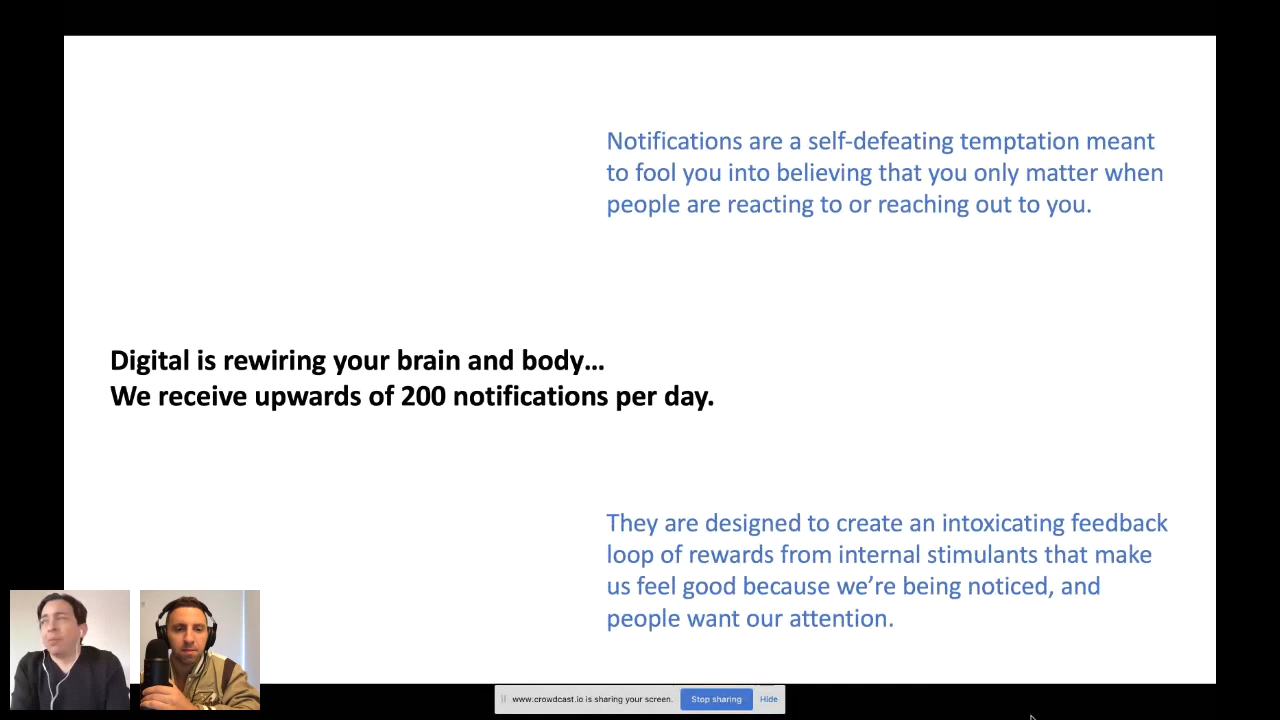 Notifications are a self-defeating temptation meant
to fool you into believing that you only matter when
people are reacting to or reaching out to you.
Digital is rewiring your brain and body…
We receive upwards of 200 notifications per day.
They are designed to create an intoxicating feedback
loop of rewards from internal stimulants that make
us feel good because we’re being noticed, and
people want our attention.
www.crowdcast.io is sharing your screen. Stop sharing Hide